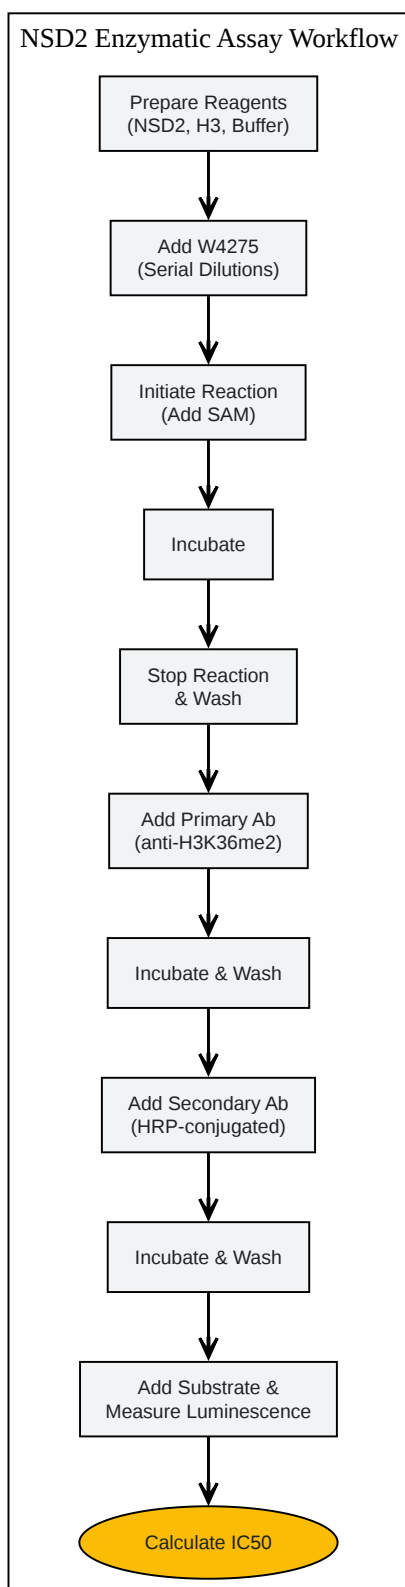 NSD2 Enzymatic Assay Workflow
Prepare Reagents
(NSD2, H3, Buffer)
Add W4275
(Serial Dilutions)
Initiate Reaction
(Add SAM)
Incubate
Stop Reaction
& Wash
Add Primary Ab
(anti-H3K36me2)
Incubate & Wash
Add Secondary Ab
(HRP-conjugated)
Incubate & Wash
Add Substrate &
Measure Luminescence
Calculate IC50